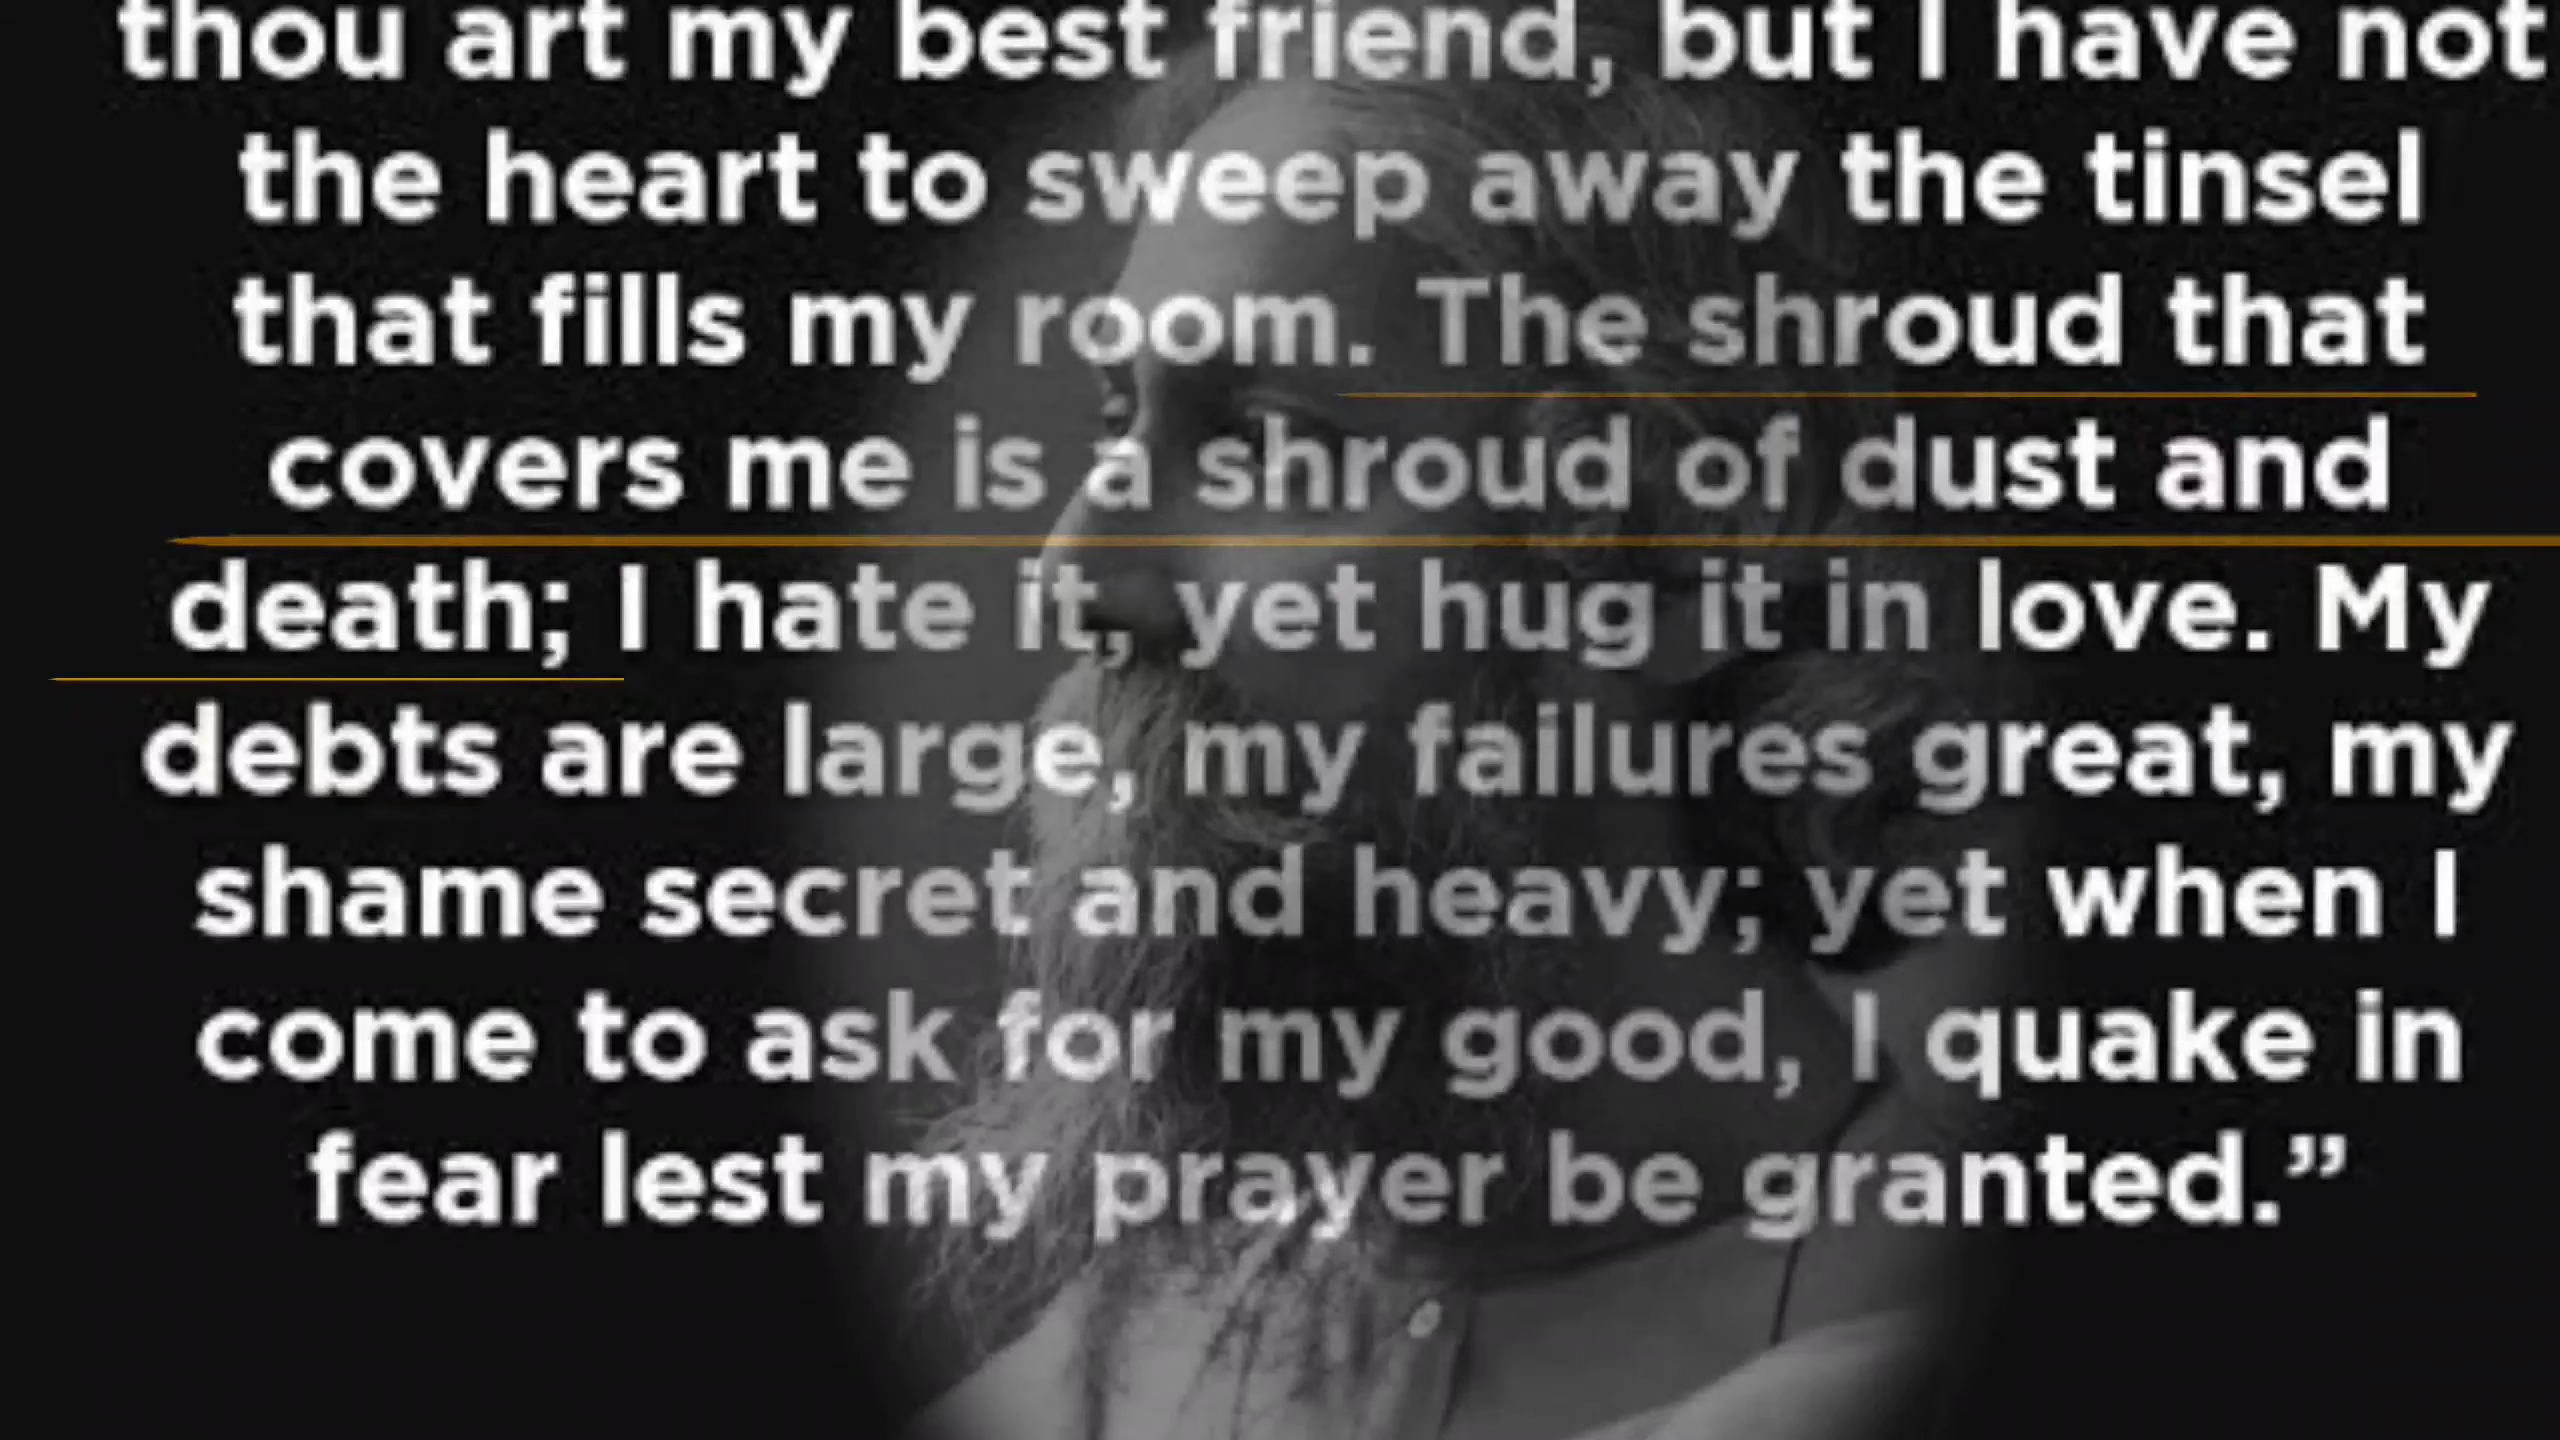 thou art my best friend, but I have not
the heart to sweep away the tinsel
that fills my room. The shroud that
covers me is a shroud of dust and
death; I hate it, yet hug it in love. My
debts are large, my failures great, my
shame secret and heavy; yet when I
come to ask for my good, I quake in
fear lest my prayer be granted.”